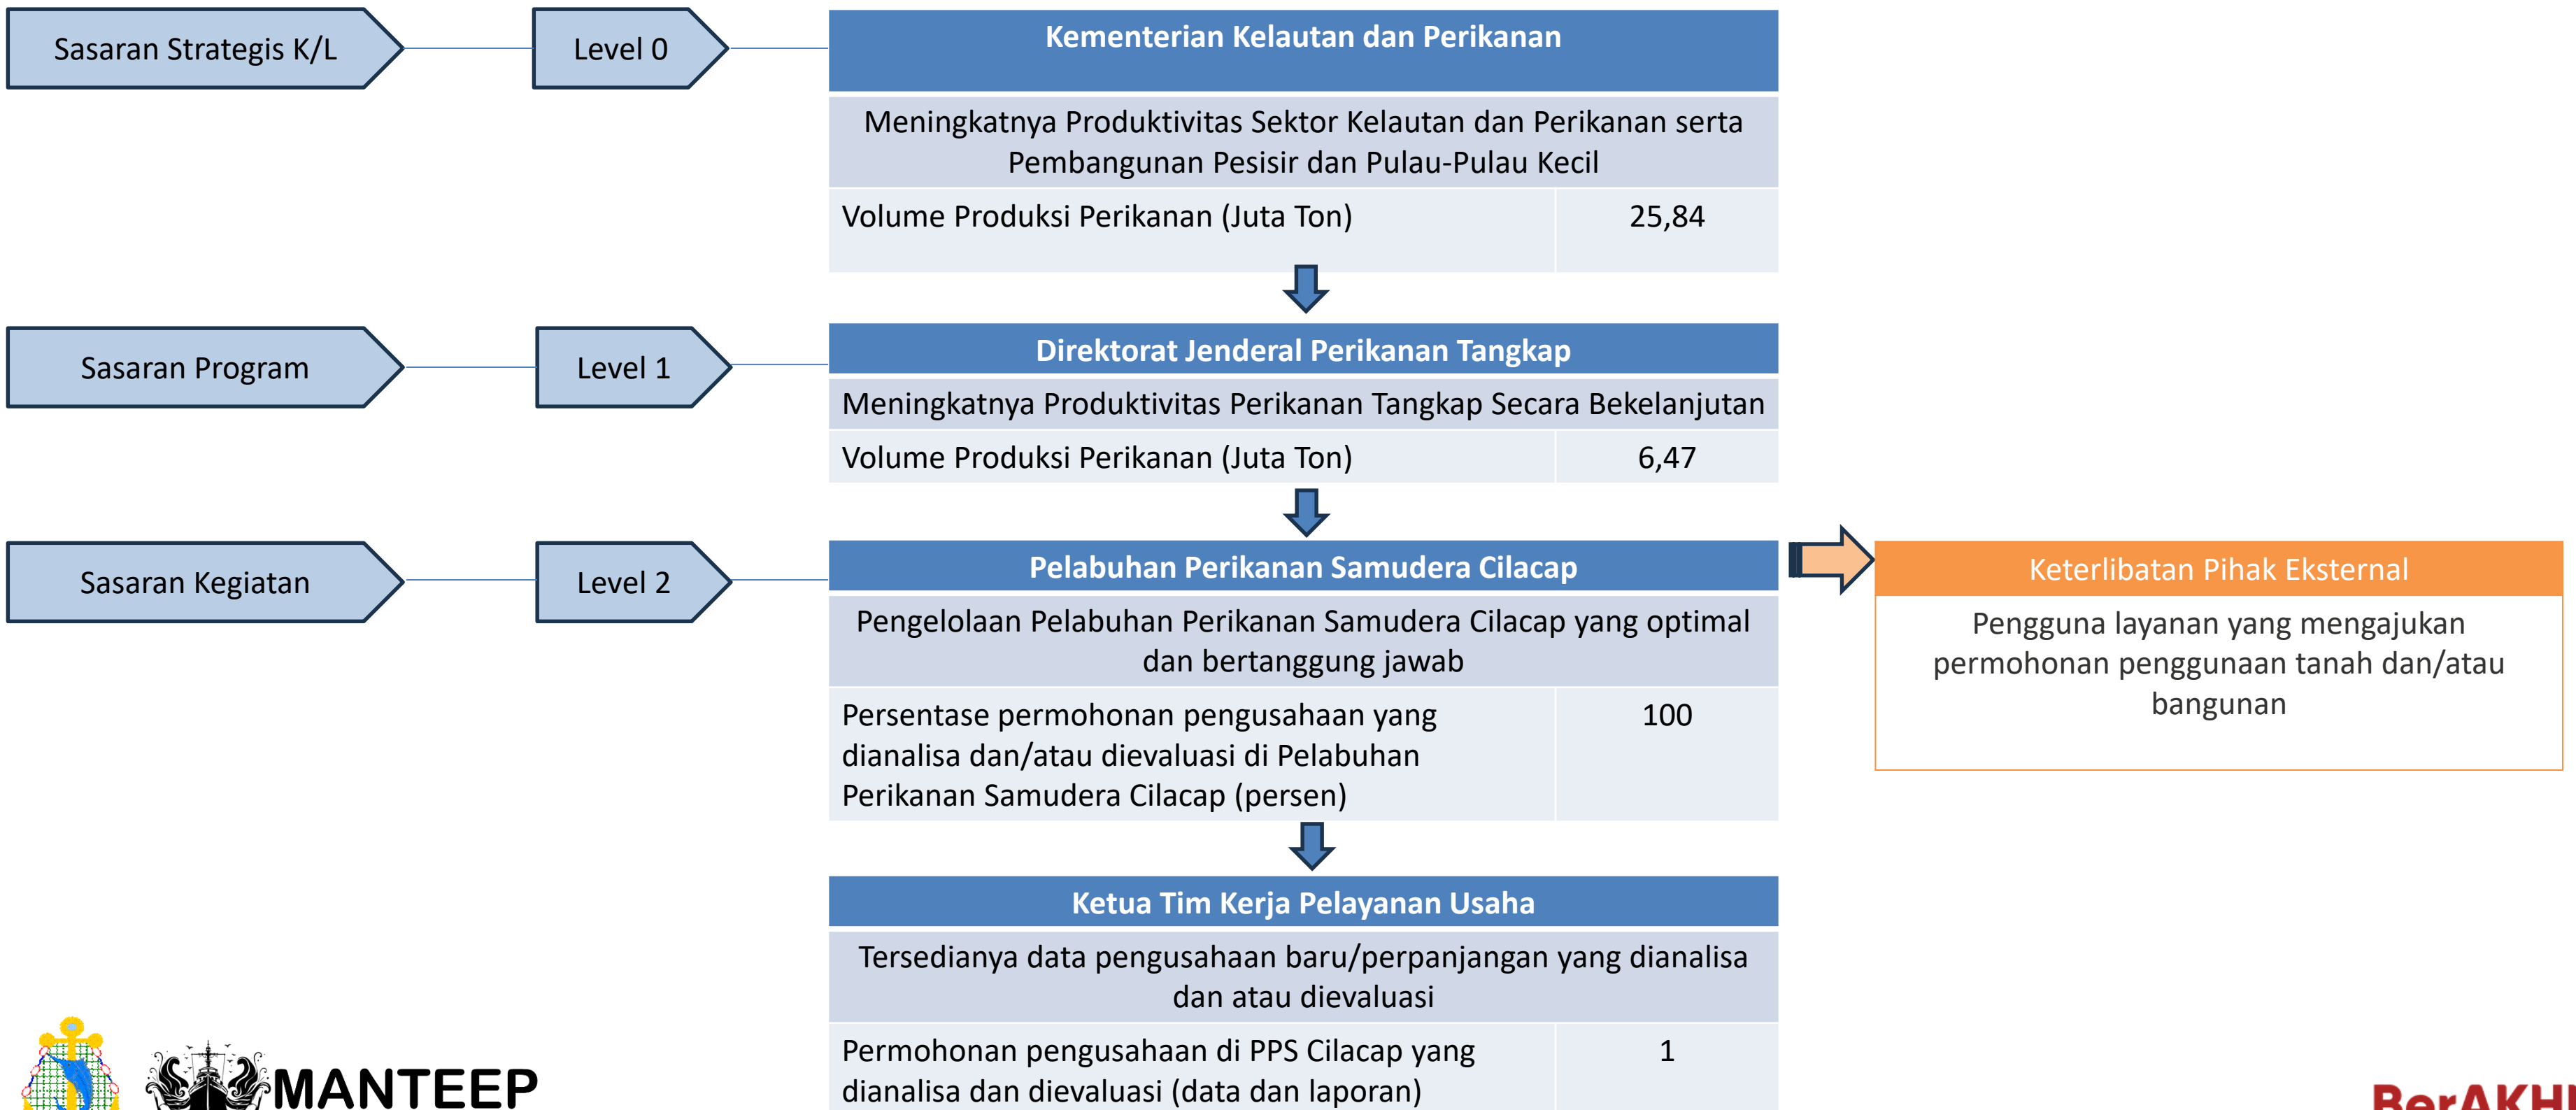 Sasaran Strategis K/L
Level 0
Kementerian Kelautan dan Perikanan
Meningkatnya Produktivitas Sektor Kelautan dan Perikanan serta
Pembangunan Pesisir dan Pulau-Pulau Kecil
Volume Produksi Perikanan (Juta Ton)
25,84
Sasaran Program
Level 1
Direktorat Jenderal Perikanan Tangkap
Meningkatnya Produktivitas Perikanan Tangkap Secara Bekelanjutan
Volume Produksi Perikanan (Juta Ton)
6,47
Sasaran Kegiatan
Level 2
Pelabuhan Perikanan Samudera Cilacap
Pengelolaan Pelabuhan Perikanan Samudera Cilacap yang optimal
dan bertanggung jawab
Persentase permohonan pengusahaan yang
dianalisa dan/atau dievaluasi di Pelabuhan
Perikanan Samudera Cilacap (persen)
100
Keterlibatan Pihak Eksternal
Pengguna layanan yang mengajukan
permohonan penggunaan tanah dan/atau
bangunan
Ketua Tim Kerja Pelayanan Usaha
Tersedianya data pengusahaan baru/perpanjangan yang dianalisa
dan atau dievaluasi
Permohonan pengusahaan di PPS Cilacap yang
dianalisa dan dievaluasi (data dan laporan)
1
MANTEEP